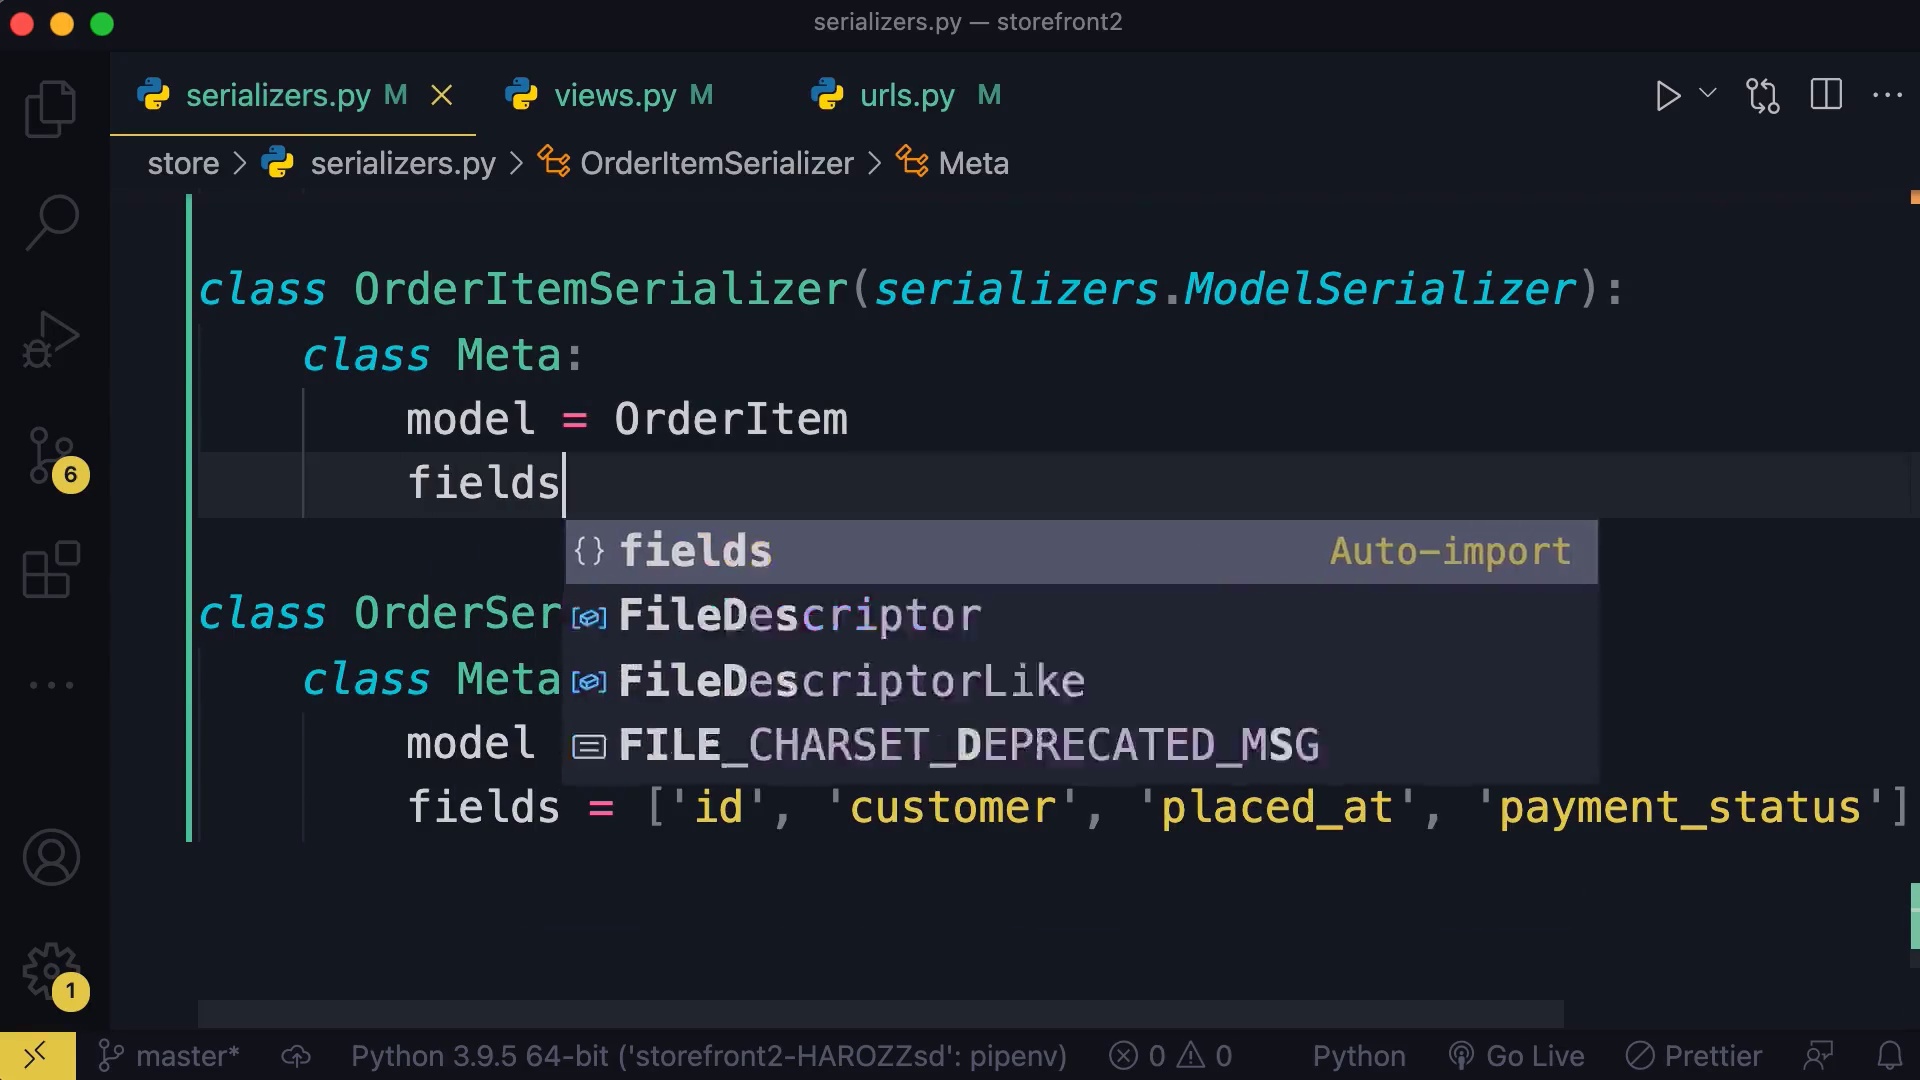 serializers.py — storefront2
serializers.py M views.py M urls.py M
store > serializers.py > OrderItemSerializer > Meta
class OrderItemSerializer(serializers.ModelSerializer):
class Meta:
model = OrderItem
fields
{} fields Auto-import
class OrderSer
FileDescriptor
class Meta
FileDescriptorLike
model
FILE_CHARSET_DEPRECATED_MSG
fields = ['id', 'customer', 'placed_at', 'payment_status']
6
1
master* Python 3.9.5 64-bit ('storefront2-HAROZZsd': pipenv) 0 0 Python Go Live Prettier